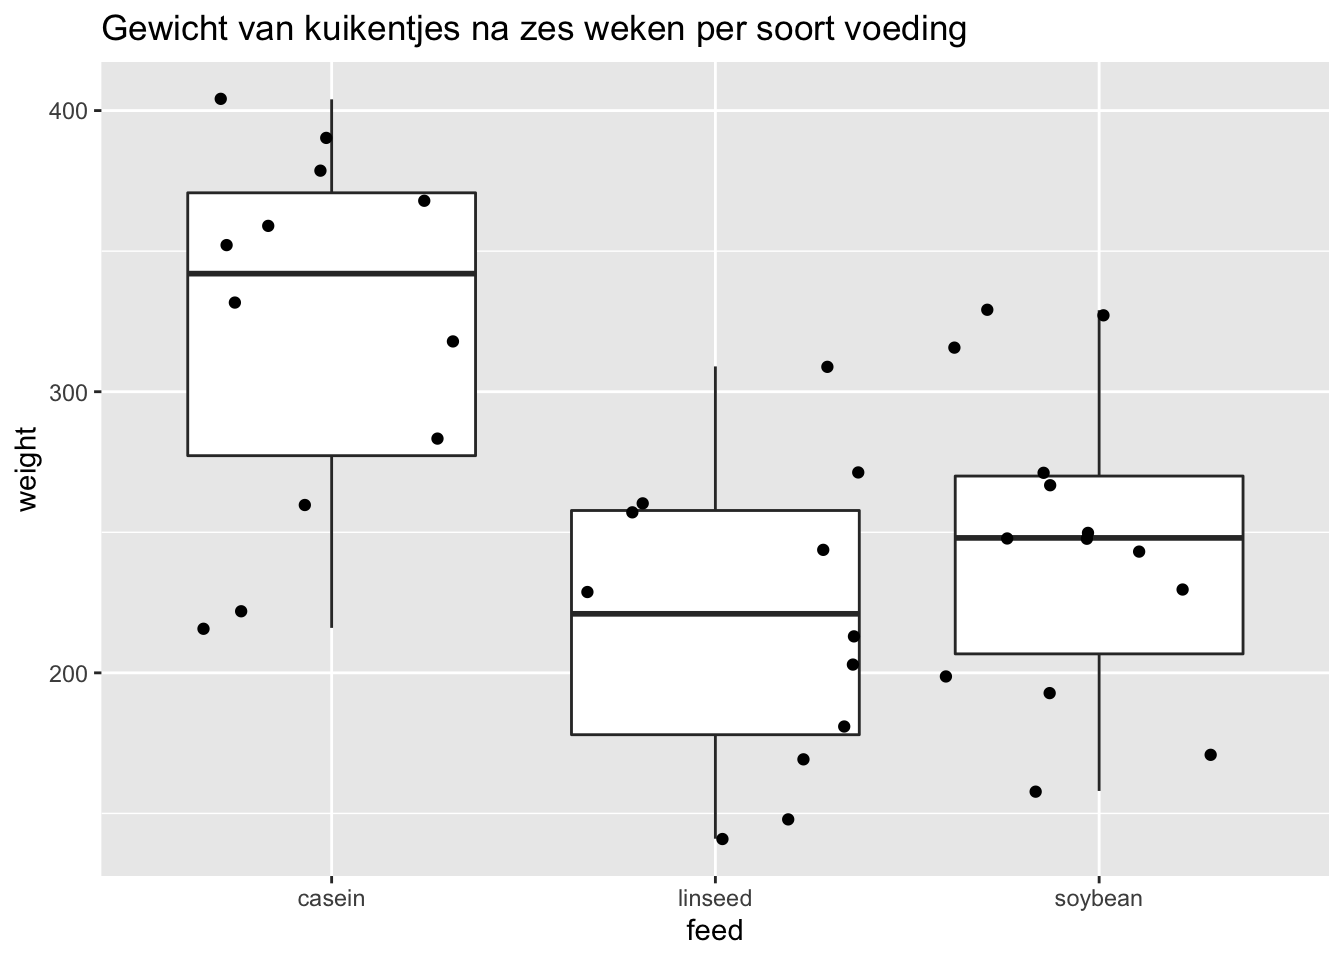 Gewicht van kuikentjes na zes weken per soort voeding
400
300
200
weight
casein linseed soybean
feed